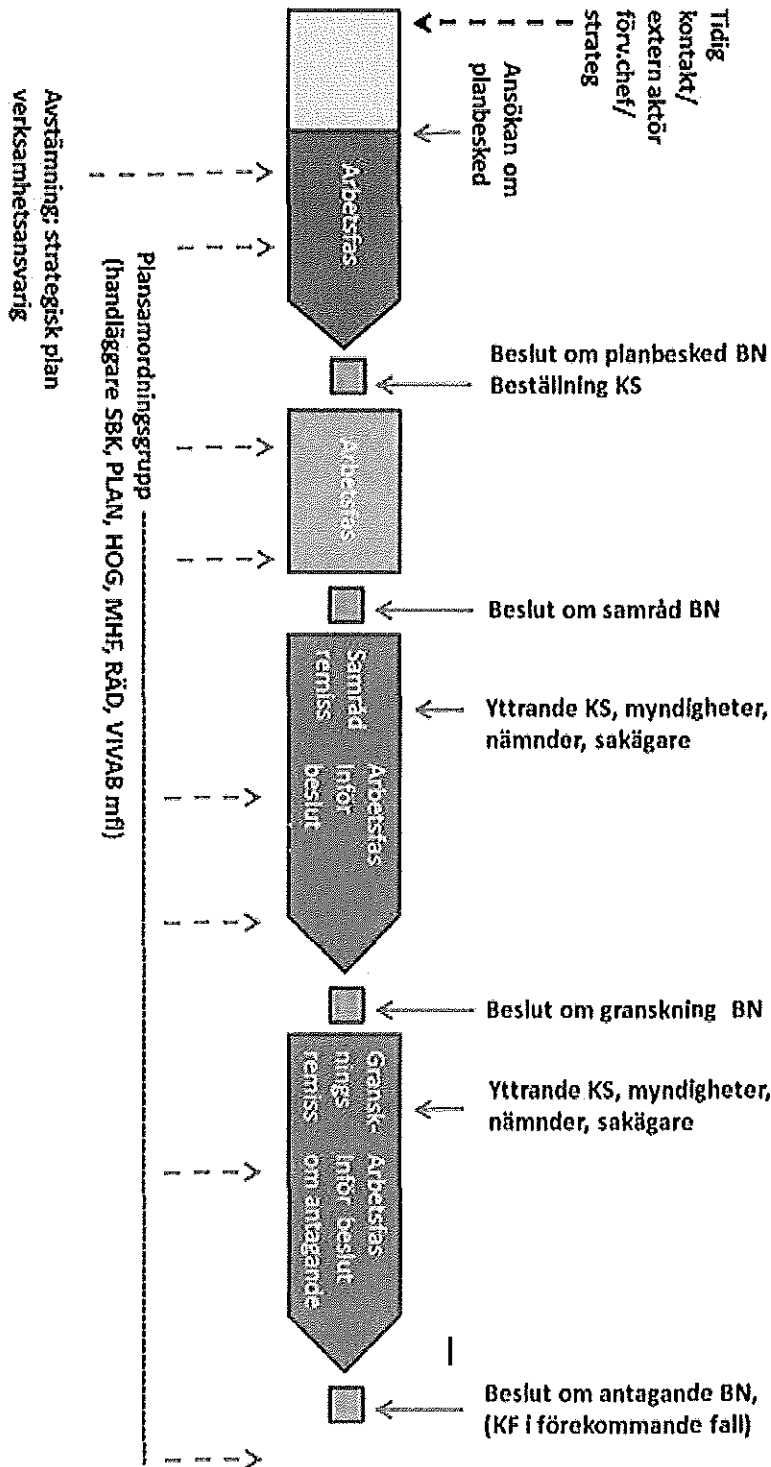 Tidig
kontakt/
extern aktör
förv.chef/
strateg
Ansökan om
planbesked
Arbetsfas
Avstämning; strategisk plan
verksamhetsansvarig
Plansamordningsgrupp
(handläggare SBK, PLAN, HOG, MHF, RÄD, VIVAB mfl)
Beslut om planbesked BN
Beställning KS
Arbetsfas
Beslut om samråd BN
Samråd
remiss
Arbetsfas
Inför
beslut
Yttrande KS, myndigheter,
nämnder, sakägare
Beslut om granskning BN
Gransk-
nings
remiss
Arbetsfas
Inför beslut
om antagande
Yttrande KS, myndigheter,
nämnder, sakägare
Beslut om antagande BN,
(KF i förekommande fall)